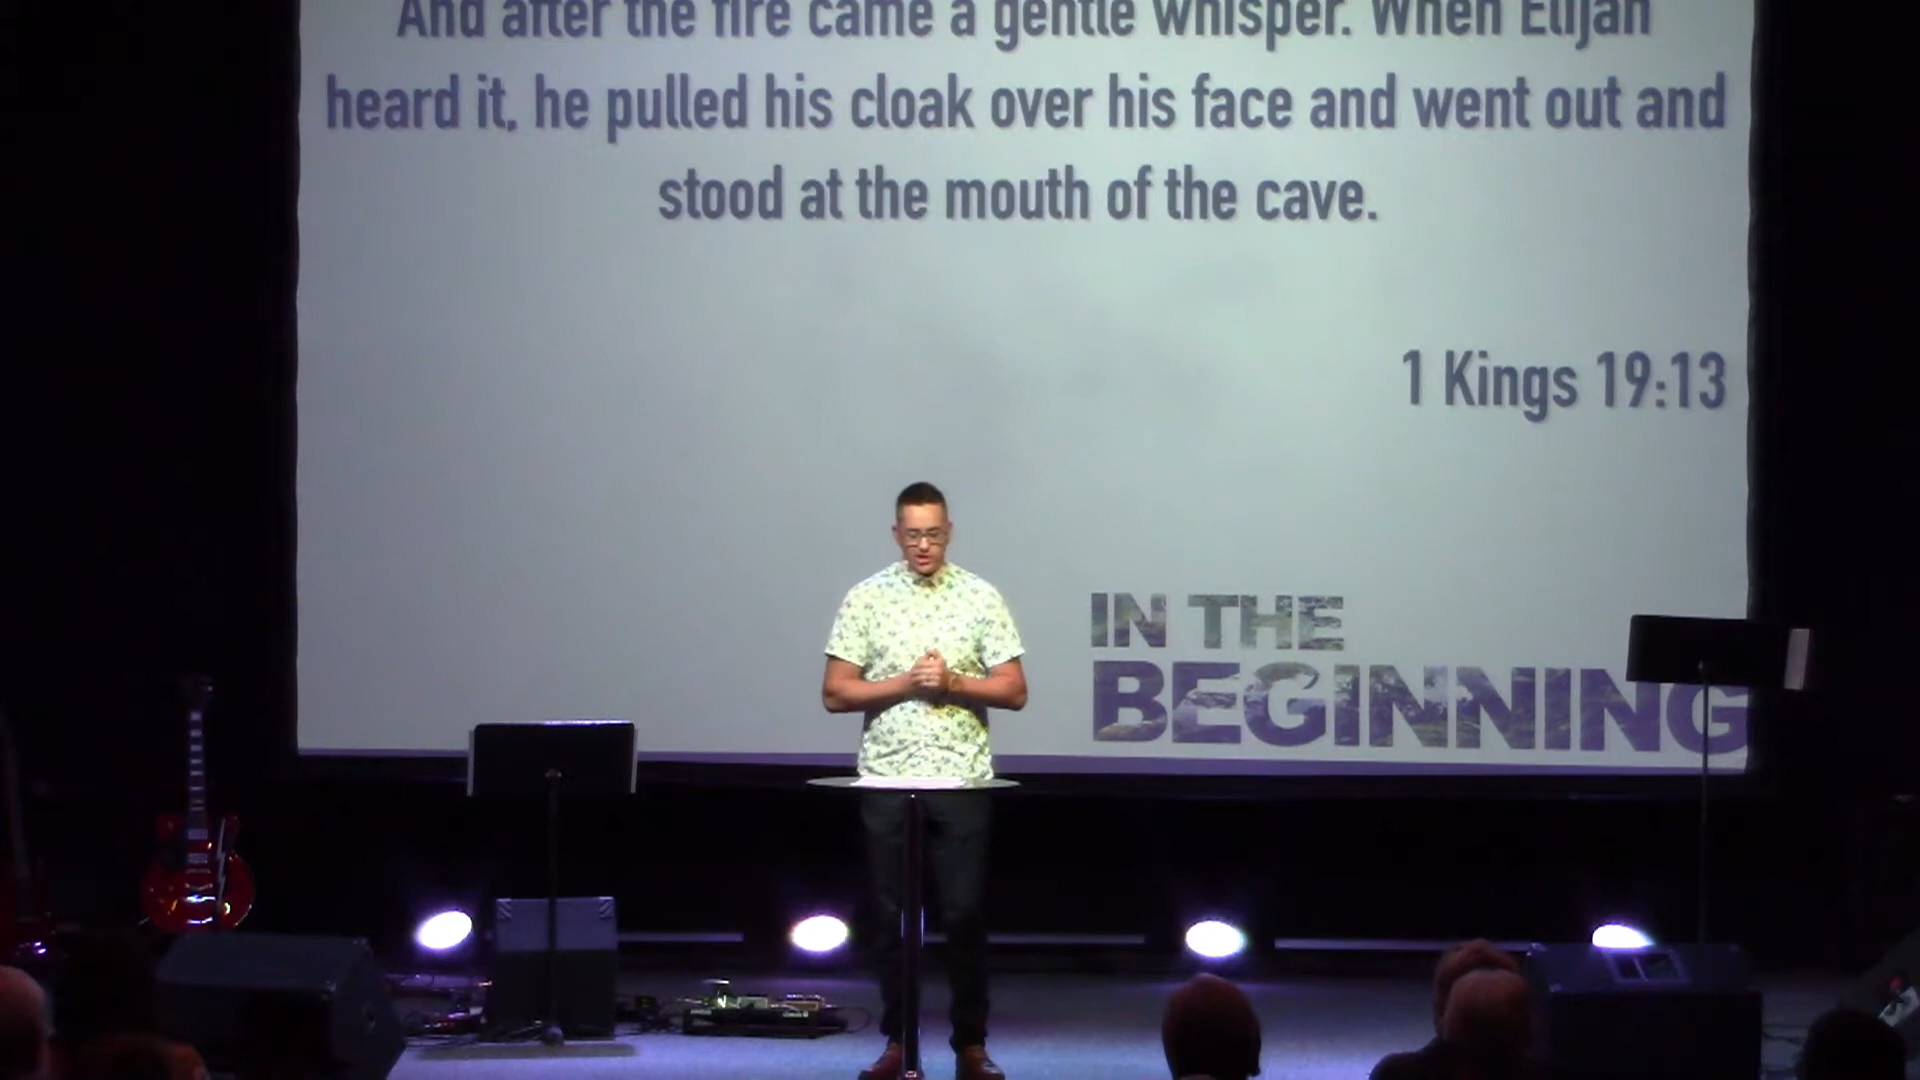 And after the fire came a gentle whisper. When Elijah
heard it, he pulled his cloak over his face and went out and
stood at the mouth of the cave.
1 Kings 19:13
IN THE
BEGINNING